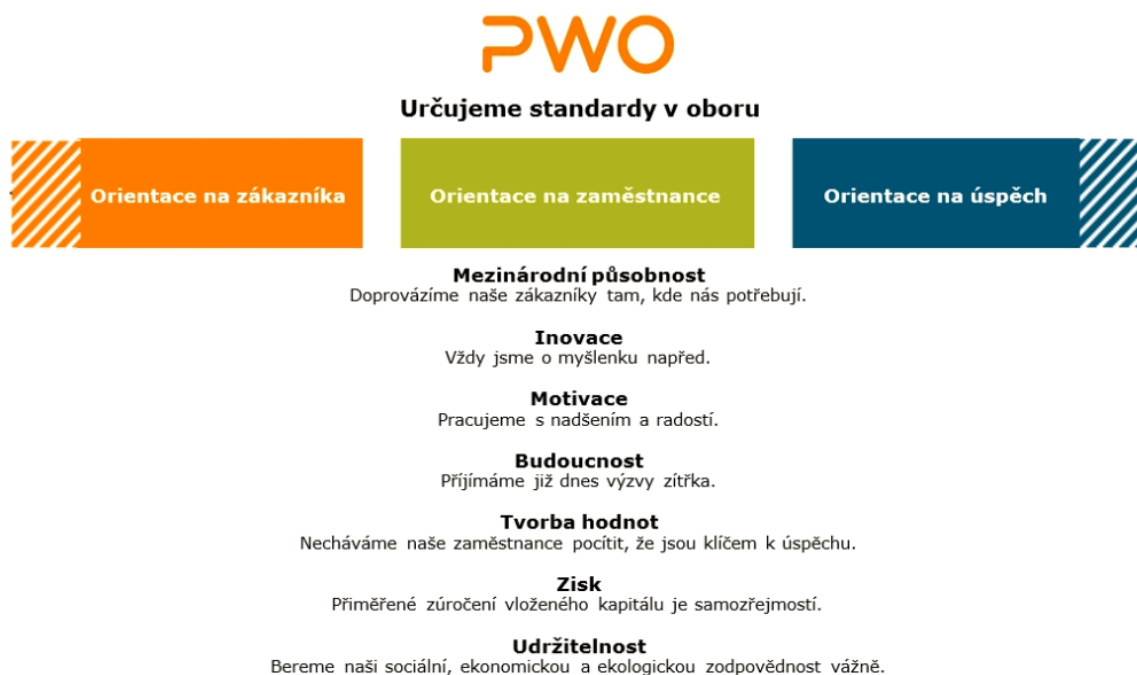 PWO
Určujeme standardy v oboru
Orientace na zákazníka
Orientace na zaměstnance
Orientace na úspěch
Mezinárodní působnost
Doprovázíme naše zákazníky tam, kde nás potřebují.
Inovace
Vždy jsme o myšlenku napřed.
Motivace
Pracujeme s nadšením a radostí.
Budoucnost
Příjímáme již dnes výzvy zítřka.
Tvorba hodnot
Necháváme naše zaměstnance pocítit, že jsou klíčem k úspěchu.
Zisk
Přiměřené zúročení vloženého kapitálu je samozřejmostí.
Udržitelnost
Bereme naši sociální, ekonomickou a ekologickou zodpovědnost vážně.